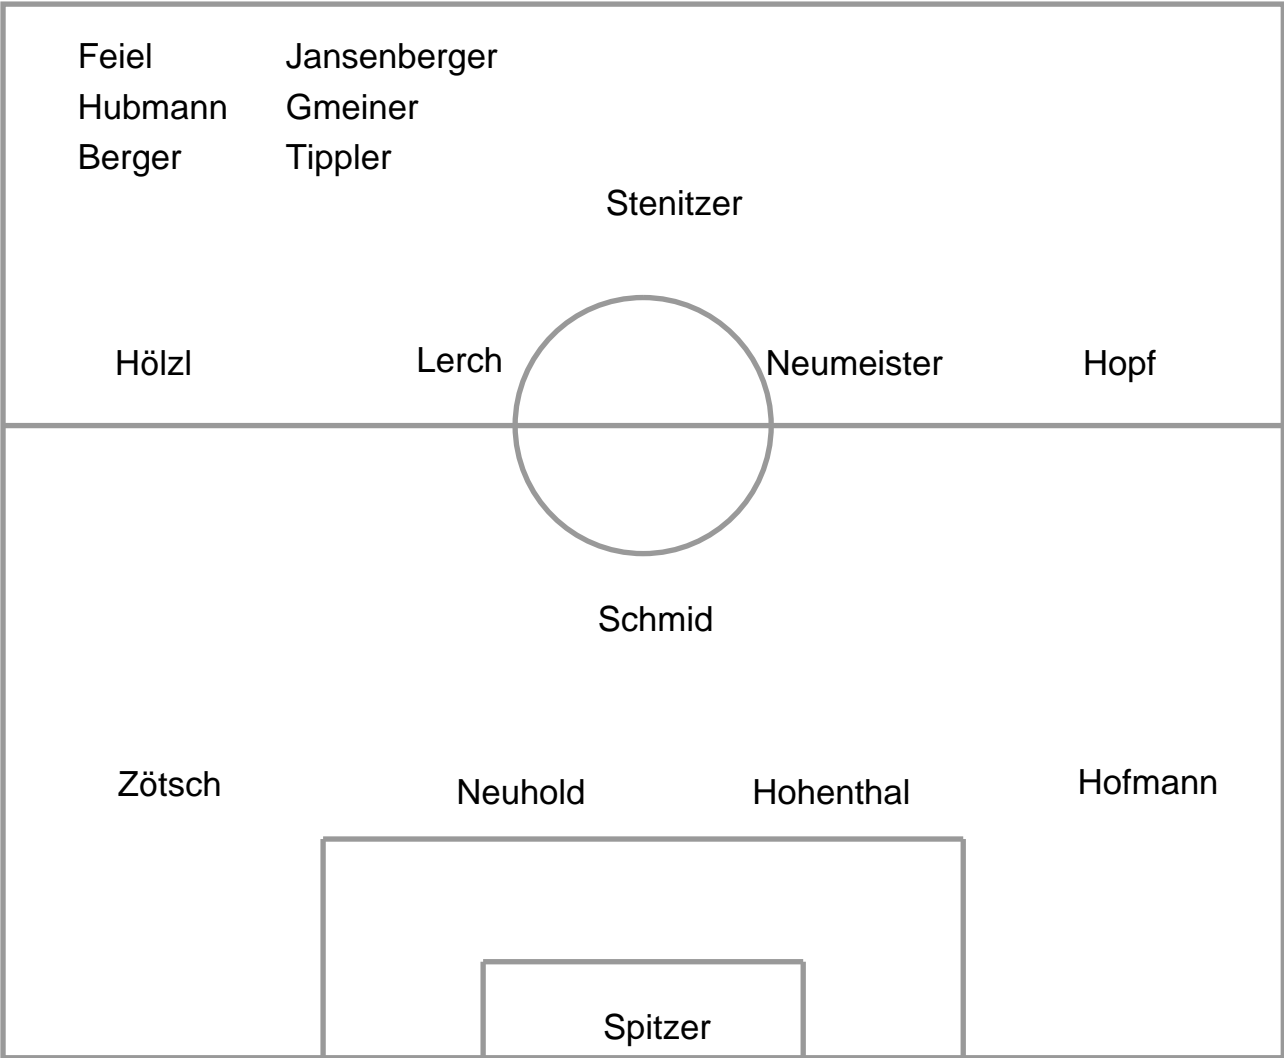 Feiel Jansenberger
Hubmann Gmeiner
Berger Tippler
Stenitzer
Hölzl Lerch Neumeister Hopf
Schmid
Zötsch Neuhold Hohenthal Hofmann
Spitzer